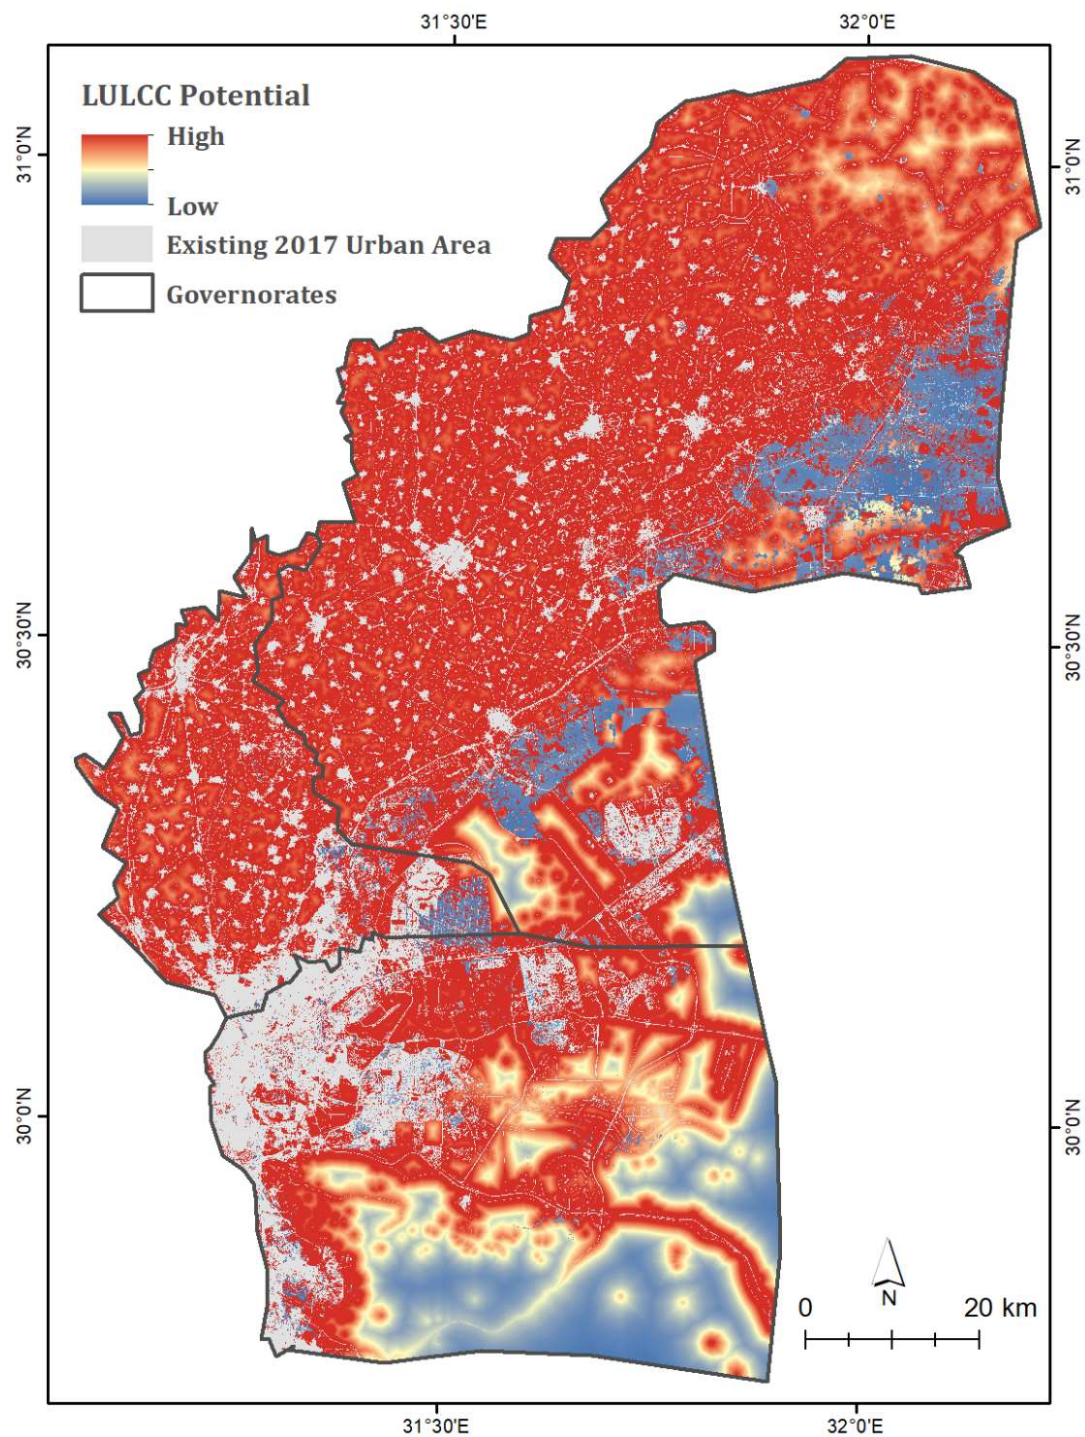 31°30'E
32°0'E
LULCC Potential
High
Low
Existing 2017 Urban Area
Governorates
31°0'N
31°0'N
30°30'N
30°30'N
30°0'N
30°0'N
N
0
20 km
31°30'E
32°0'E